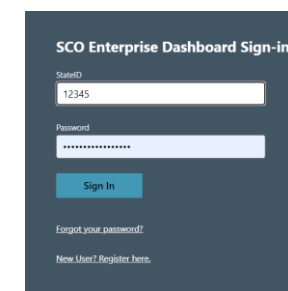 SCO Enterprise Dashboard Sign-in
StateID
12345
Password
•••••••••••••••••
Sign In
Forgot your password?
New User? Register here.